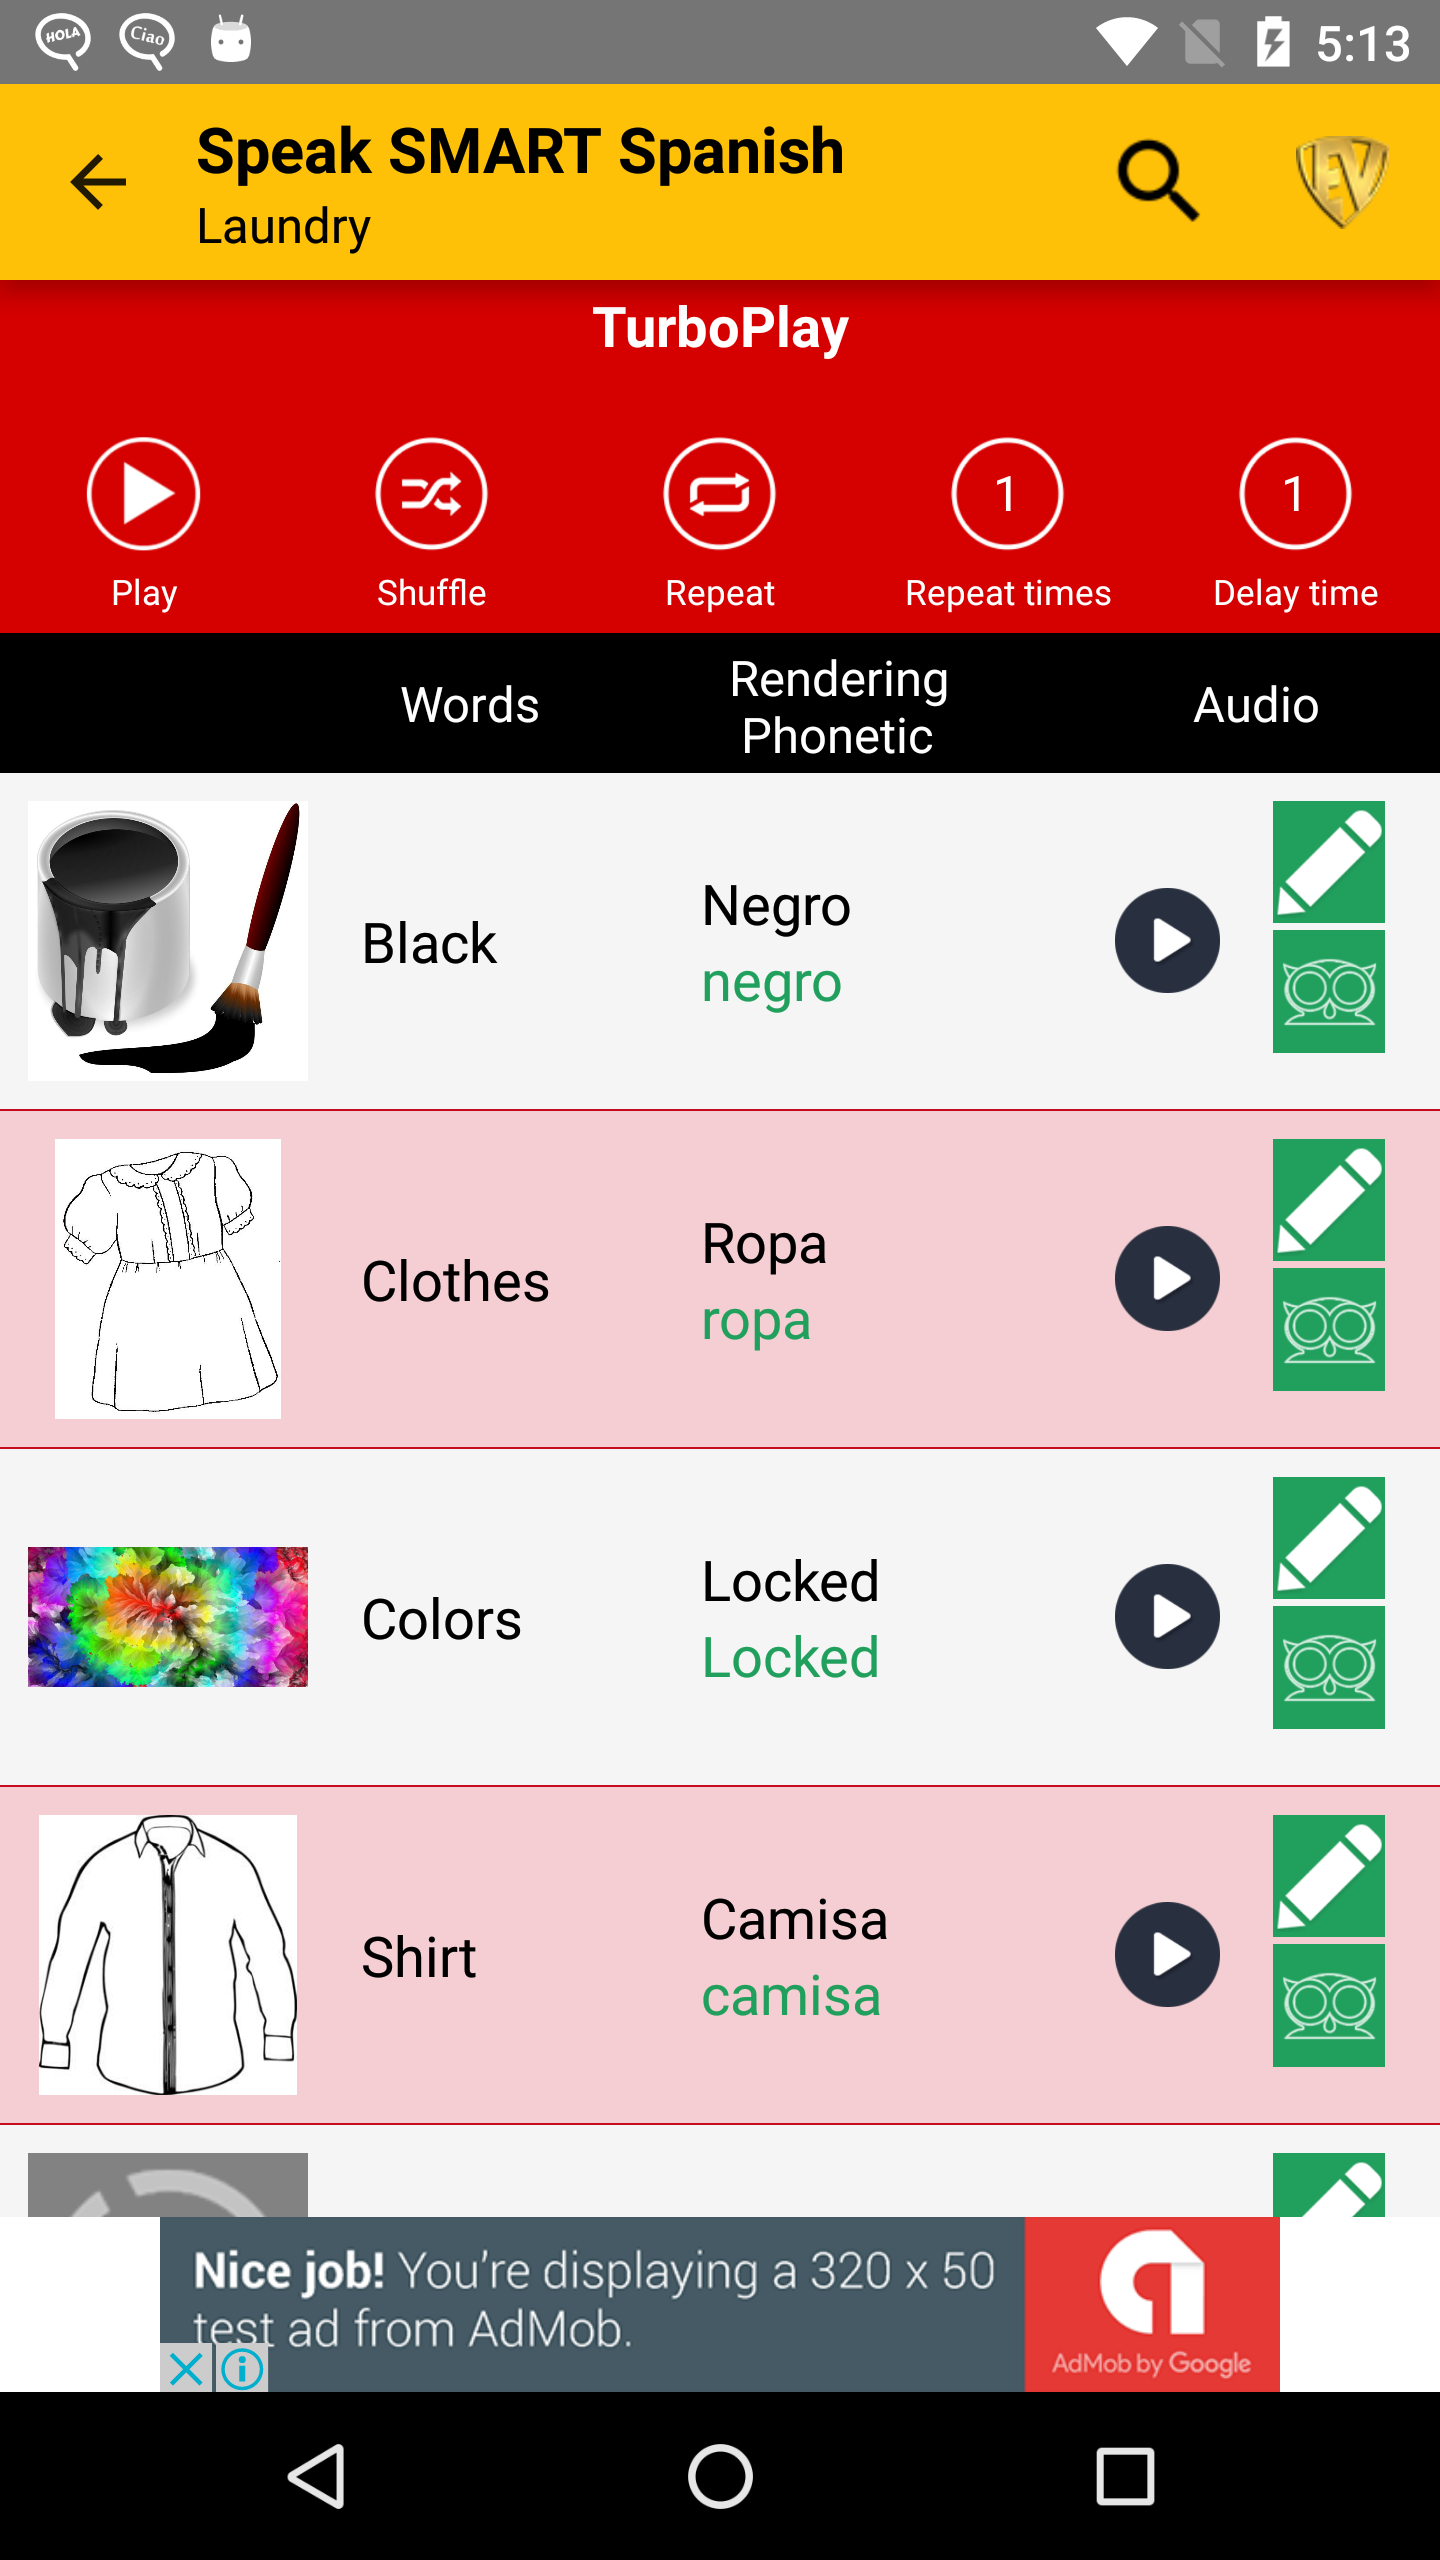 HOLA
Ciao
5:13
Speak SMART Spanish
EV
Laundry
TurboPlay
1
1
Play
Shuffle
Repeat
Repeat times
Delay time
Words
Rendering
Phonetic
Audio
Black
Negro
negro
Clothes
Ropa
ropa
Colors
Locked
Locked
Shirt
Camisa
camisa
Nice job! You're displaying a 320 x 50
test ad from AdMob.
AdMob by Google